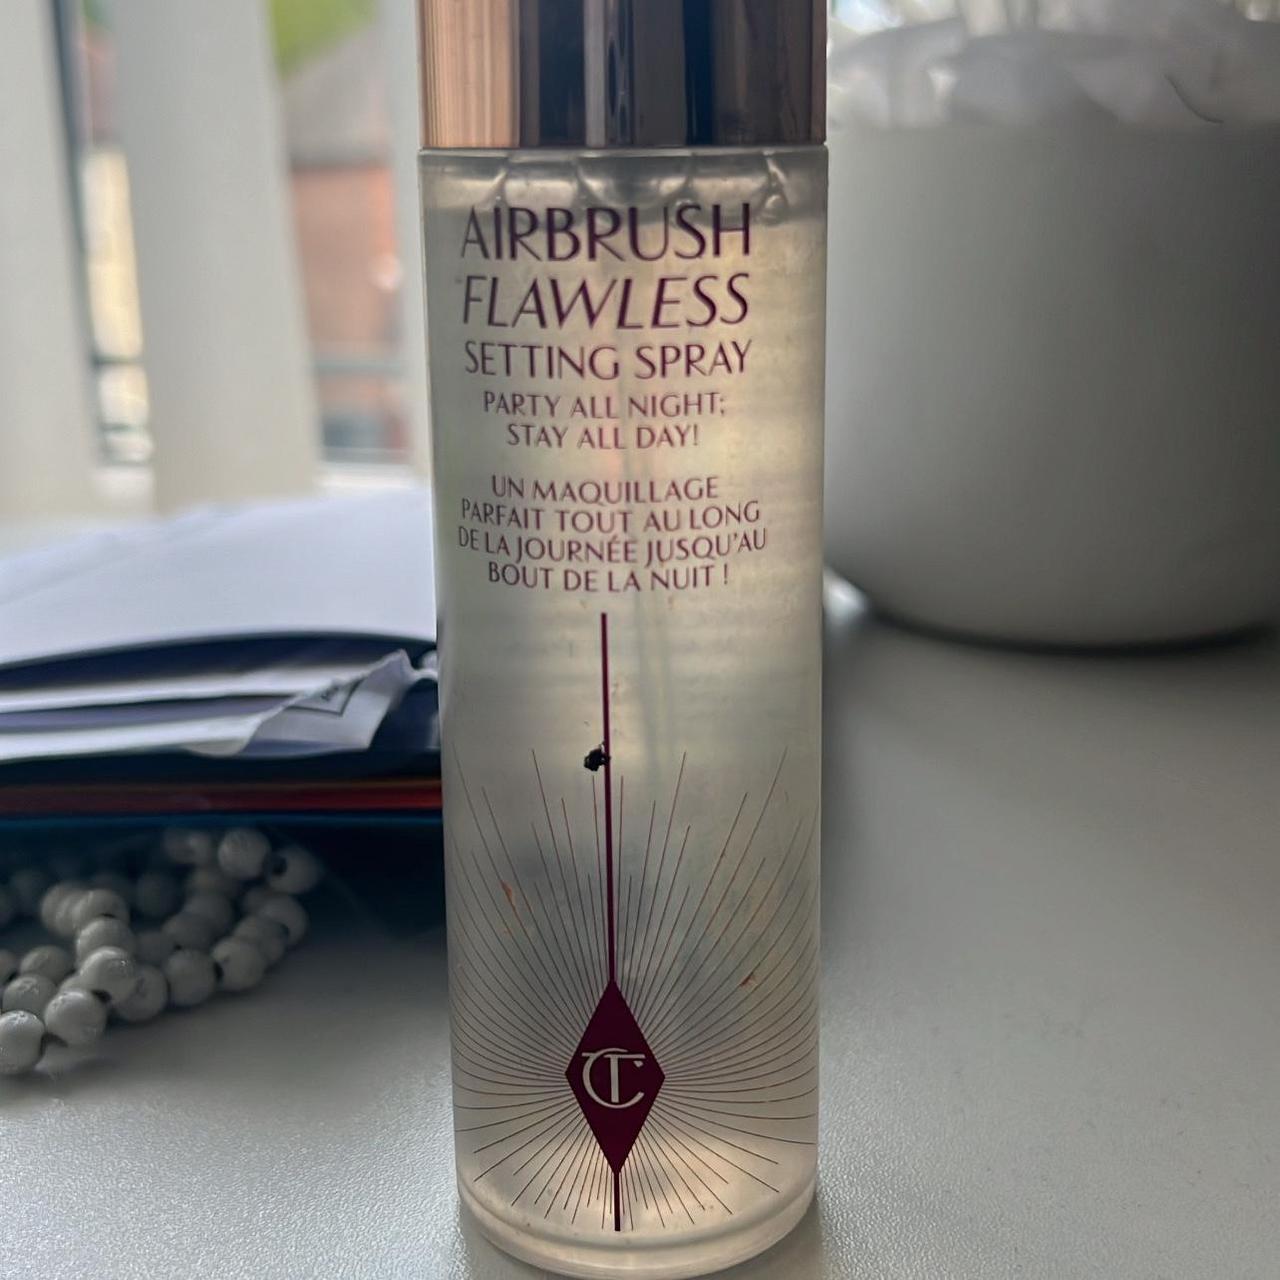 AIRBRUSH
FLAWLESS
SETTING SPRAY
PARTY ALL NIGHT;
STAY ALL DAY!
UN MAQUILLAGE
PARFAIT TOUT AU LONG
DE LA JOURNÉE JUSQU'AU
BOUT DE LA NUIT !
CT